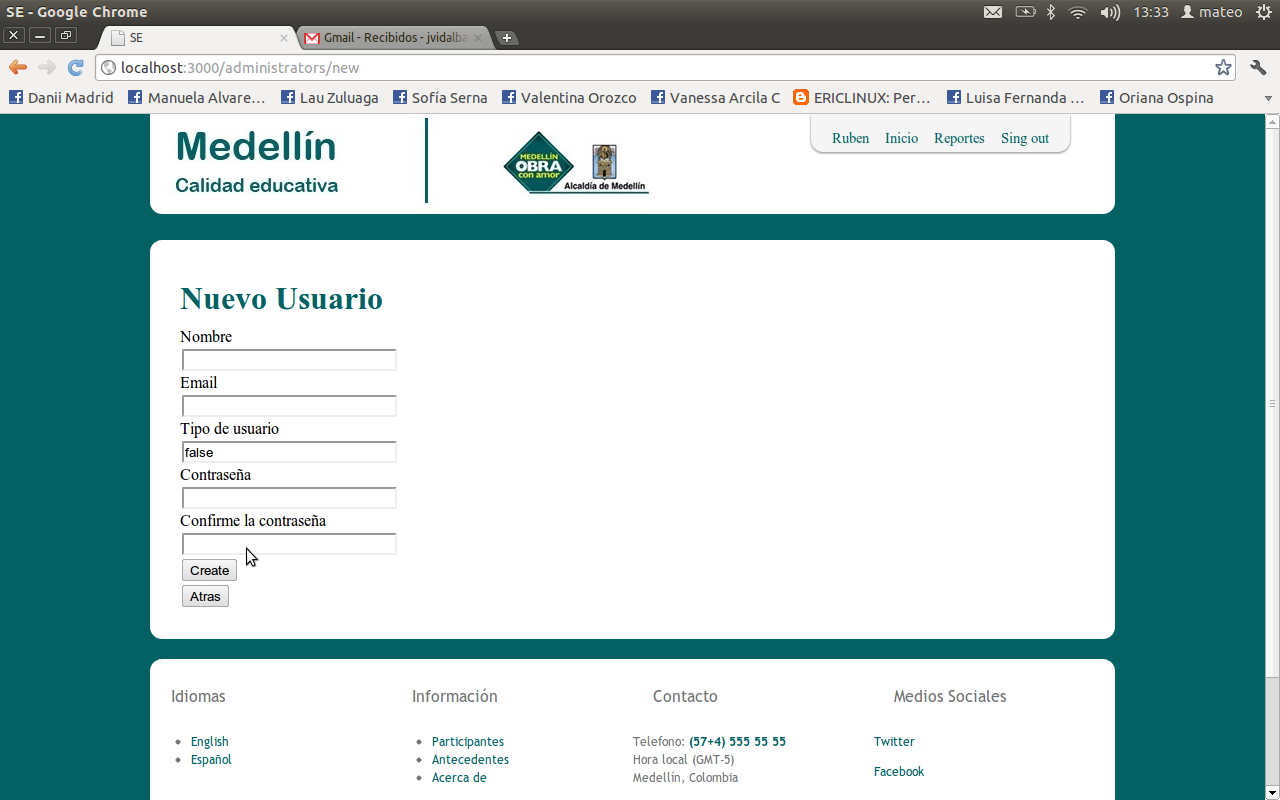 SE - Google Chrome
13:33 mateo
SE
Gmail - Recibidos - jvidalba
localhost:3000/administrators/new
Danii Madrid Manuela Alvare... Lau Zuluaga Sofía Serna Valentina Orozco Vanessa Arcila C ERICLINUX: Per... Luisa Fernanda ... Oriana Ospina
Medellín
Calidad educativa
MEDELLÍN
OBRA
con amor
Alcaldía de Medellín
Ruben Inicio Reportes Sing out
Nuevo Usuario
Nombre
Email
Tipo de usuario
false
Contraseña
Confirme la contraseña
Create
Atras
Idiomas
English
Español
Información
Participantes
Antecedentes
Acerca de
Contacto
Telefono: (57+4) 555 55 55
Hora local (GMT-5)
Medellín, Colombia
Medios Sociales
Twitter
Facebook